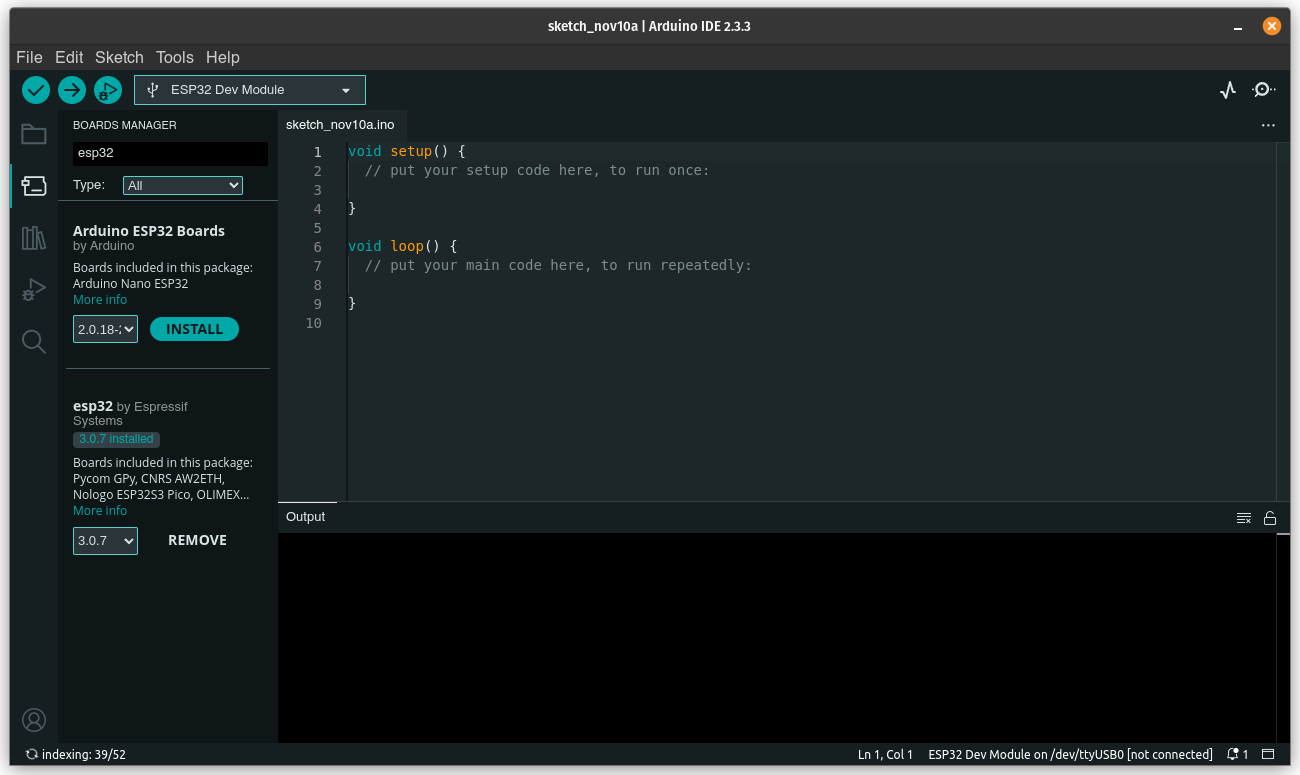 sketch_nov10a | Arduino IDE 2.3.3
File Edit Sketch Tools Help
ESP32 Dev Module
BOARDS MANAGER
esp32
Type: All
Arduino ESP32 Boards
by Arduino
Boards included in this package:
Arduino Nano ESP32
More info
2.0.18-
INSTALL
esp32 by Espressif
Systems
3.0.7 installed
Boards included in this package:
Pycom GPy, CNRS AW2ETH,
Nologo ESP32S3 Pico, OLIMEX...
More info
3.0.7
REMOVE
sketch_nov10a.ino
1 void setup() {
2 // put your setup code here, to run once:
3
4 }
5
6 void loop() {
7 // put your main code here, to run repeatedly:
8
9 }
10
Output
indexing: 39/52
Ln 1, Col 1
ESP32 Dev Module on /dev/ttyUSB0 [not connected]
1